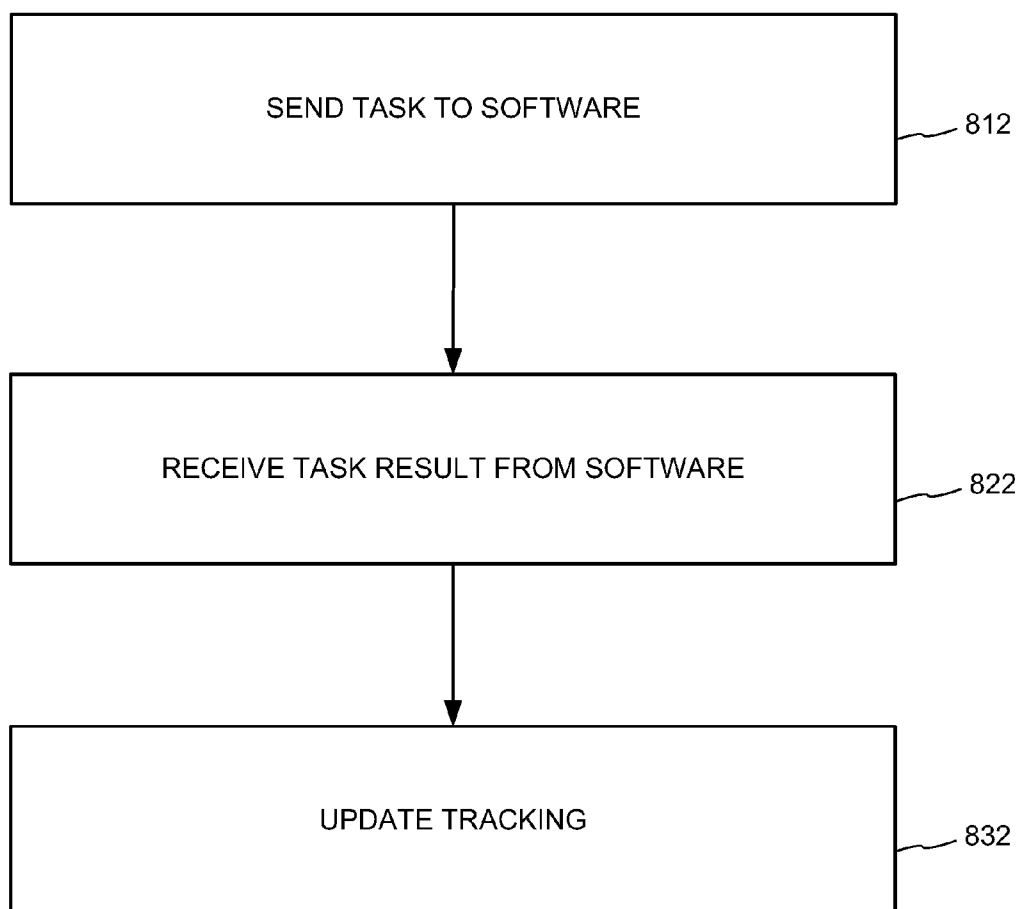 SEND TASK TO SOFTWARE
812
RECEIVE TASK RESULT FROM SOFTWARE
822
UPDATE TRACKING
832